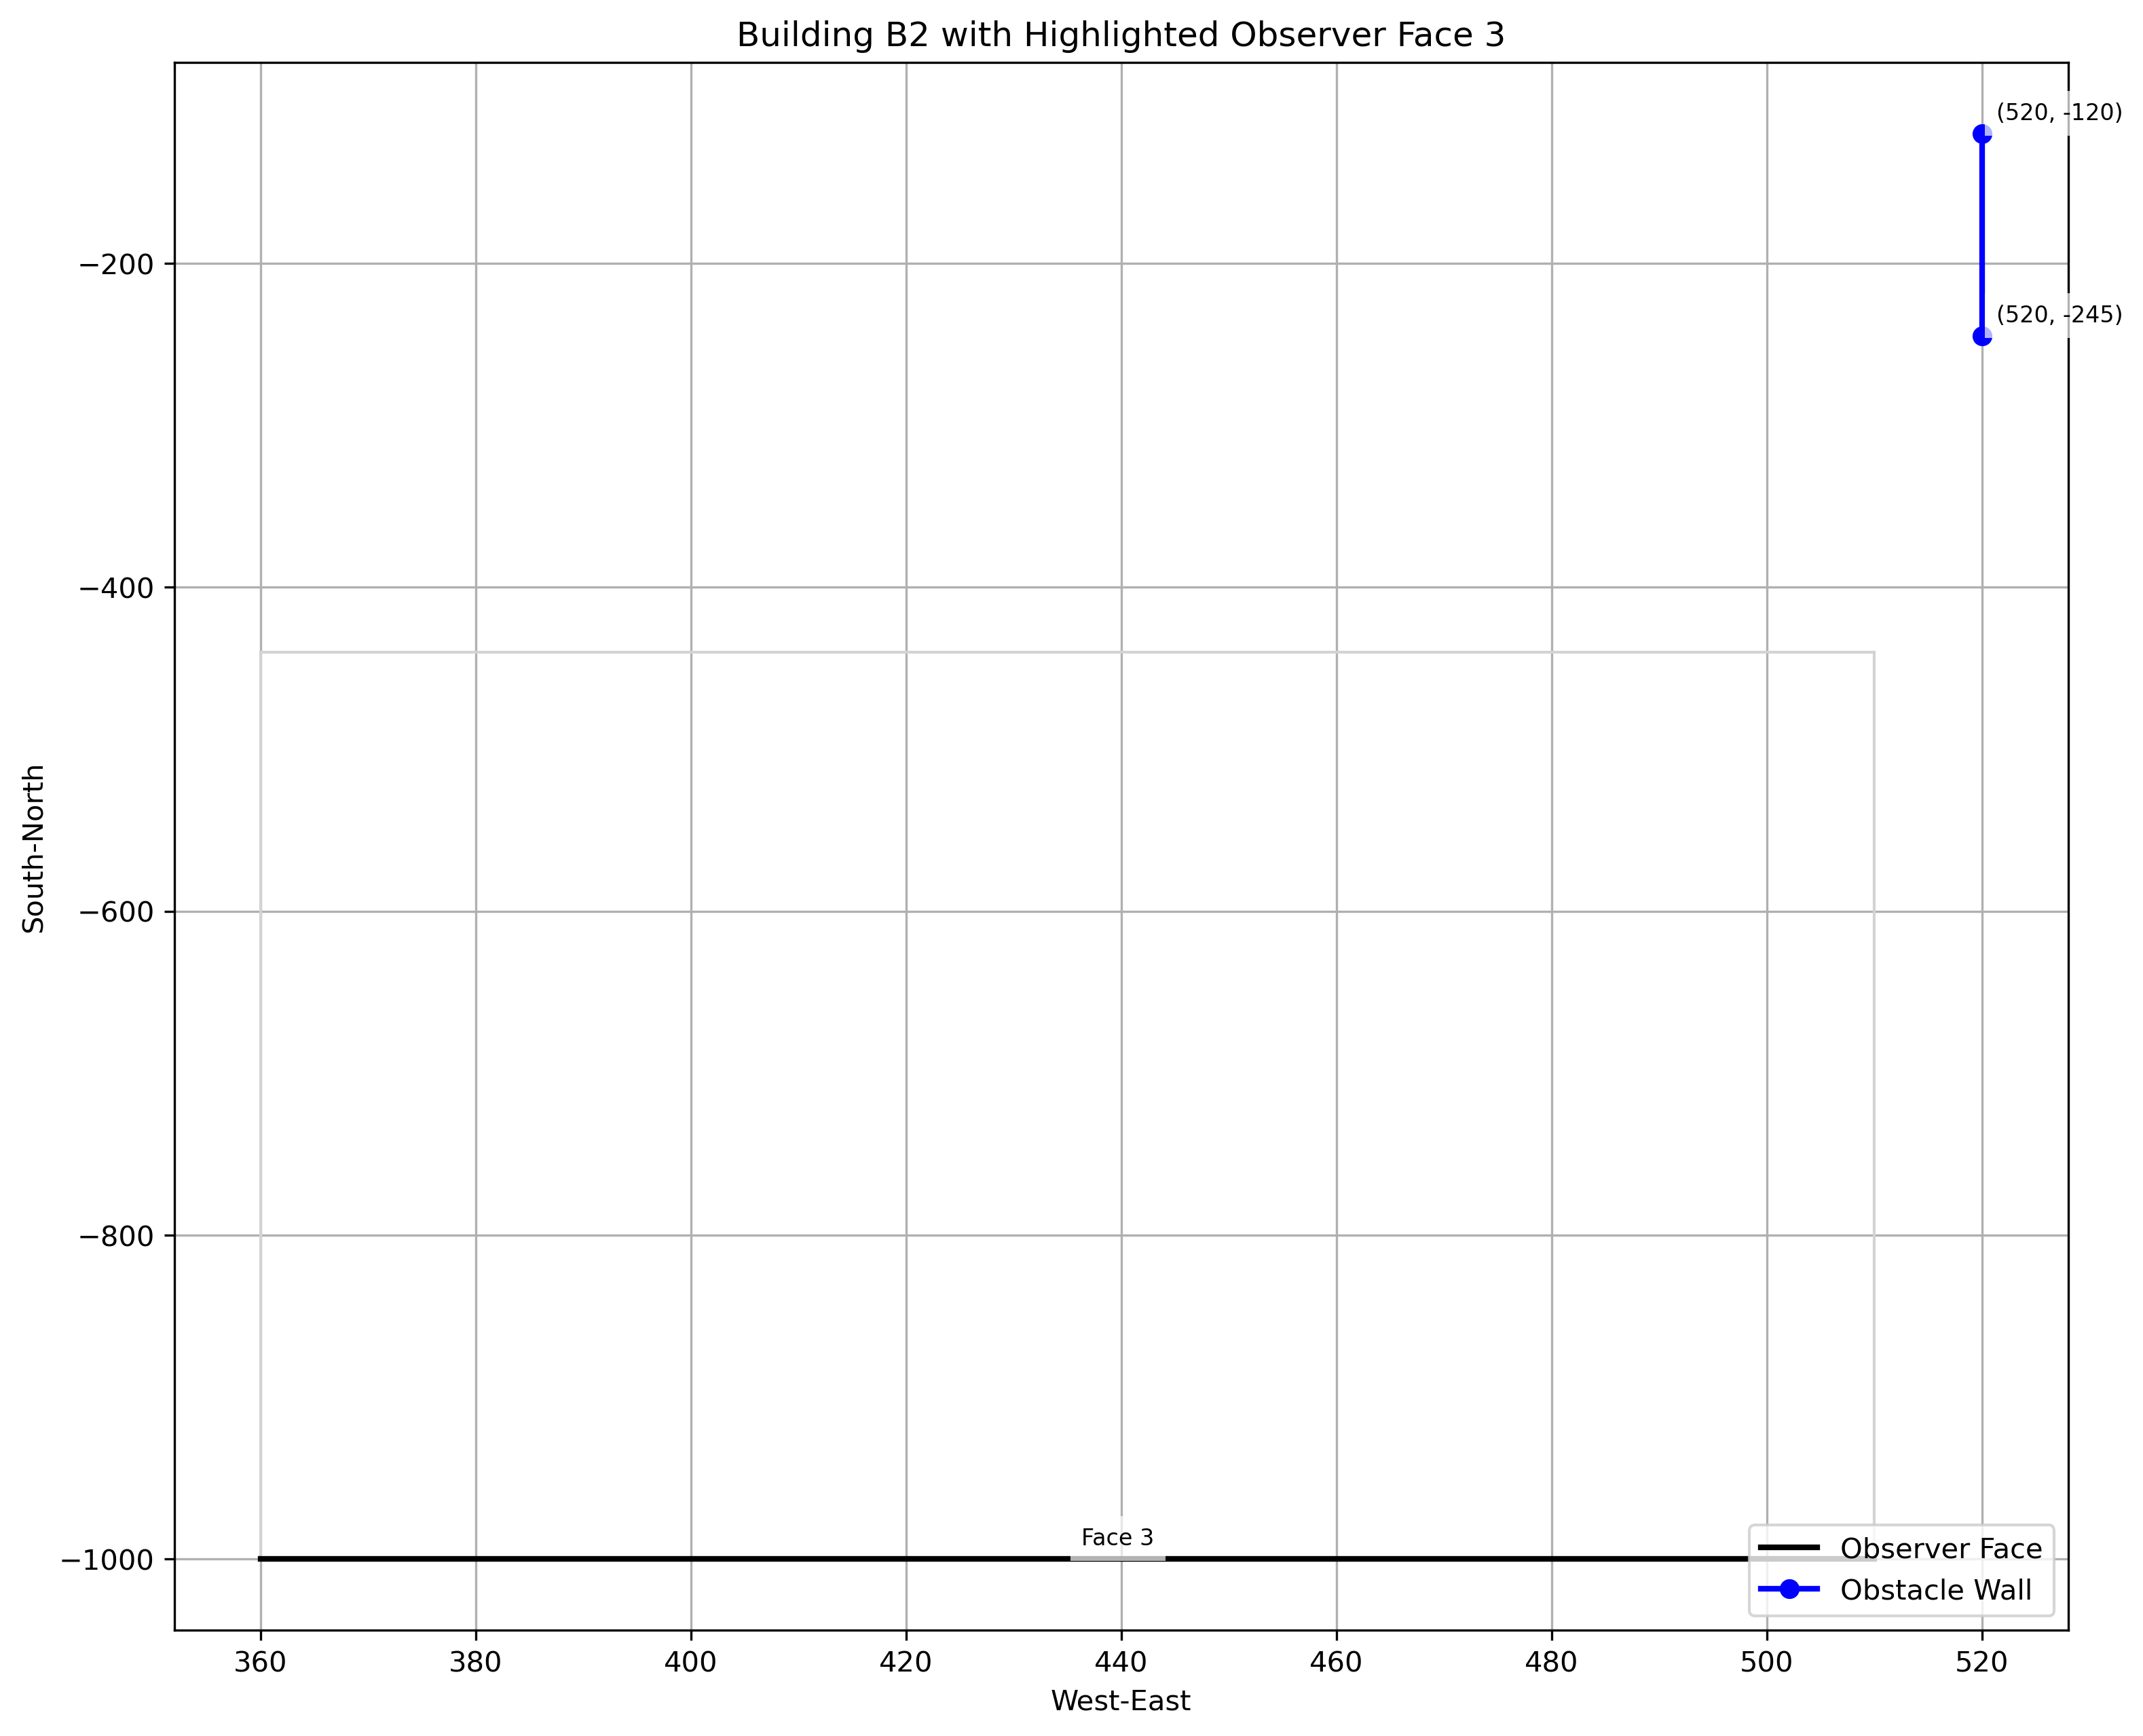 Building B2 with Highlighted Observer Face 3
(520, -120)
−200
(520, -245)
−400
South-North
−600
−800
Face 3
−1000
Observer Face
Obstacle Wall
360
380
400
420
440
460
480
500
520
West-East